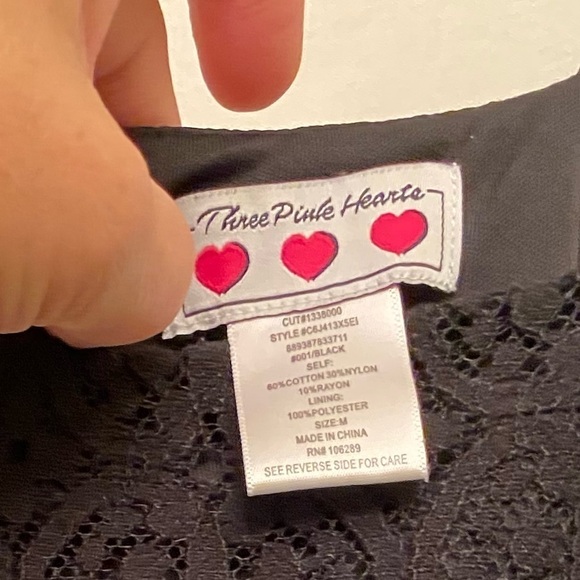 Three Pink Hearts
CUT#1338000
STYLE #C6J413X5EI
889387833711
#001/BLACK
SELF:
60%COTTON 30%NYLON
10%RAYON
LINING:
100%POLYESTER
SIZE:M
MADE IN CHINA
RN# 106289
SEE REVERSE SIDE FOR CARE